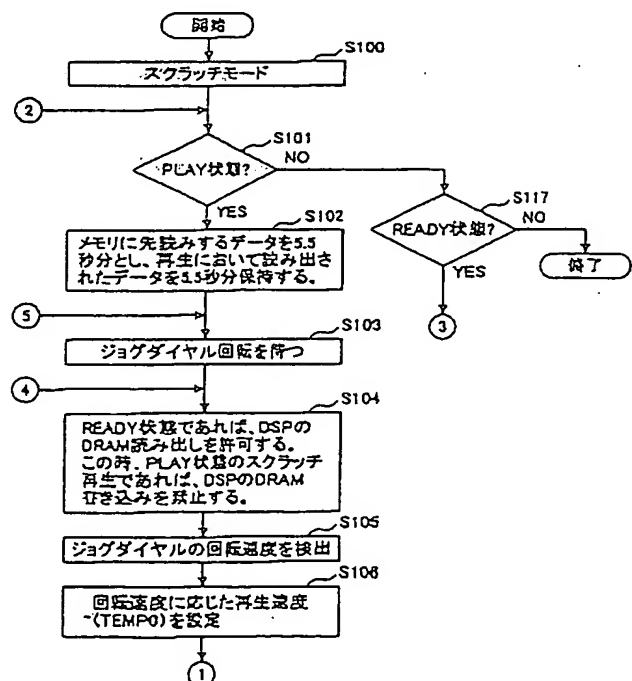 開始
S100
スクラッチモード
②
S101
PLAY状態?
NO
YES
S102
S117
READY状態?
NO
YES
終了
③
メモリに先読みするデータを5.5
秒分とし、再生において読み出さ
れたデータを5.5秒分保持する。
⑤
S103
ジョグダイヤル回転を待つ
④
S104
READY状態であれば、DSPの
DRAM読み出しを許可する。
この時、PLAY状態のスクラッチ
再生であれば、DSPのDRAM
書き込みを禁止する。
S105
ジョグダイヤルの回転速度を検出
S106
回転速度に応じた再生速度
(TEMPO)を設定
①